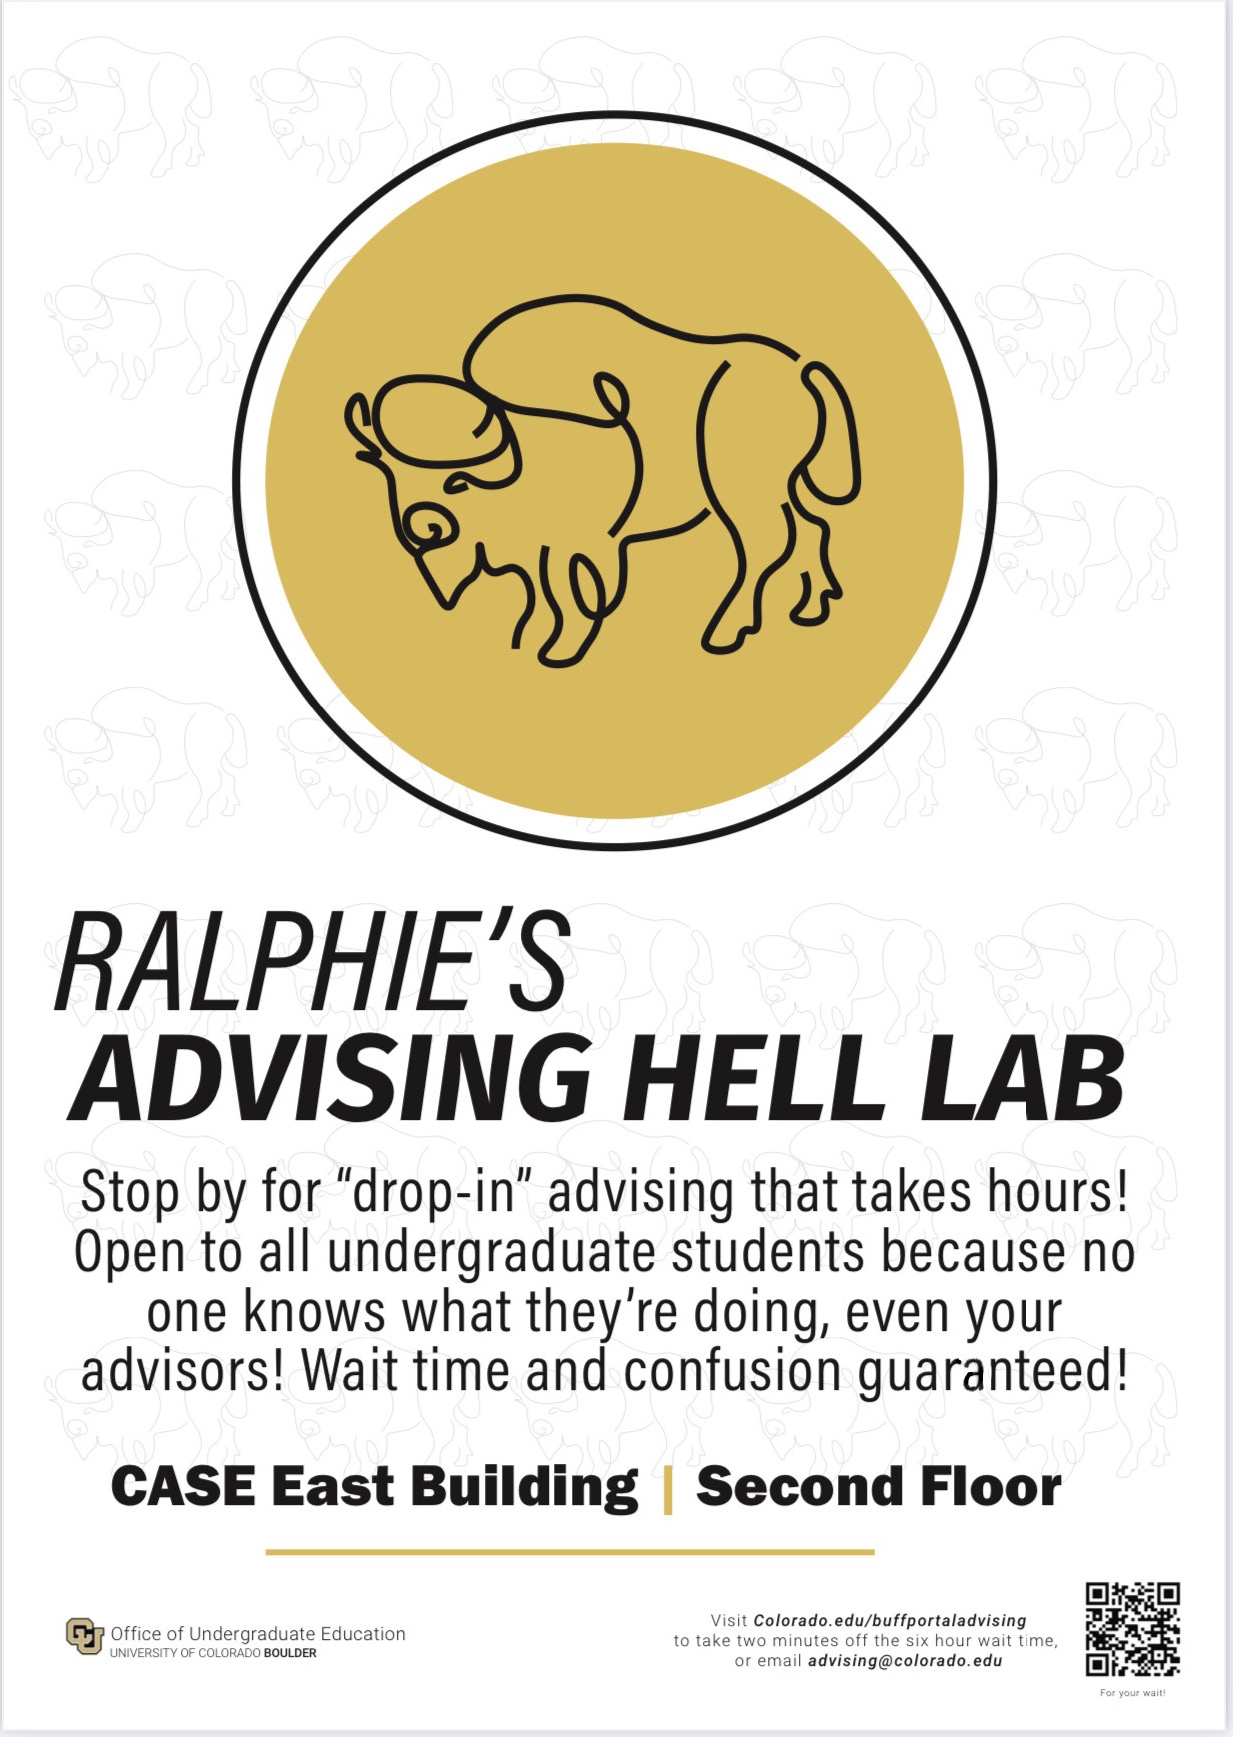 RALPHIE’S
ADVISING HELL LAB
Stop by for “drop-in” advising that takes hours!
Open to all undergraduate students because no
one knows what they’re doing, even your
advisors! Wait time and confusion guaranteed!
CASE East Building | Second Floor
CU Office of Undergraduate Education
UNIVERSITY OF COLORADO BOULDER
Visit Colorado.edu/buffportaladvising
to take two minutes off the six hour wait time,
or email advising@colorado.edu
For your wait!